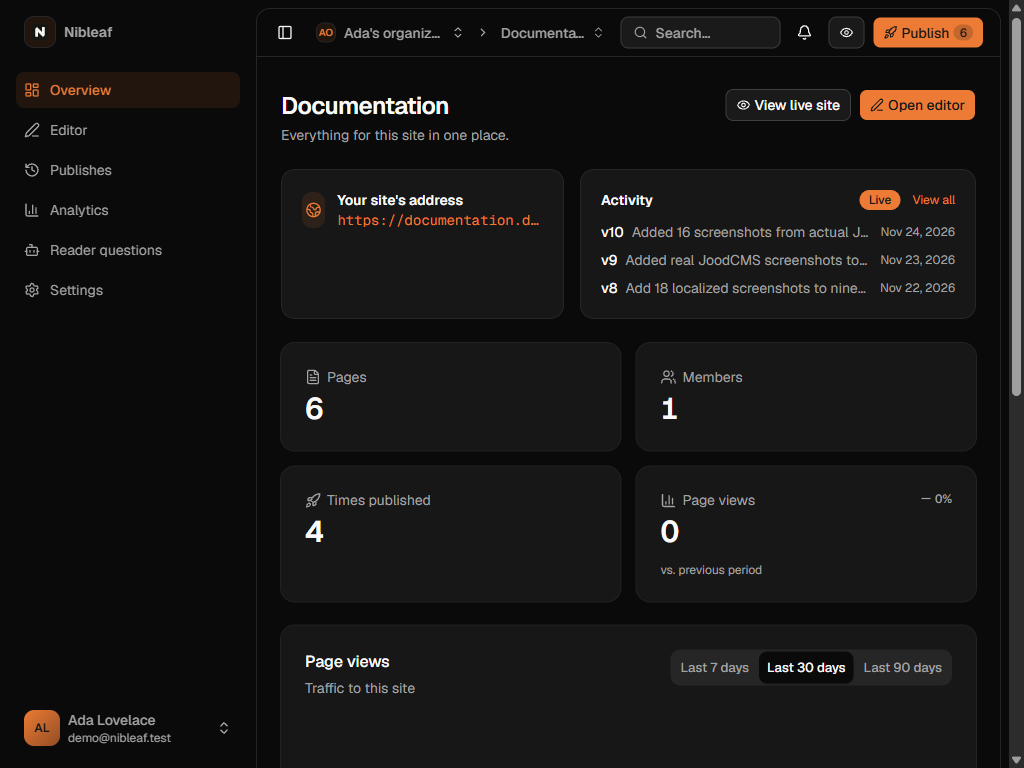 N Nibleaf
Overview
Editor
Publishes
Analytics
Reader questions
Settings
AL Ada Lovelace
demo@nibleaf.test
AO Ada's organiz... Documenta... Search... Publish 6
Documentation
Everything for this site in one place.
View live site Open editor
Your site's address
https://documentation.d…
Activity Live View all
v10 Added 16 screenshots from actual J... Nov 24, 2026
v9 Added real JoodCMS screenshots to... Nov 23, 2026
v8 Add 18 localized screenshots to nine... Nov 22, 2026
Pages
6
Members
1
Times published
4
Page views — 0%
0
vs. previous period
Page views
Traffic to this site
Last 7 days Last 30 days Last 90 days